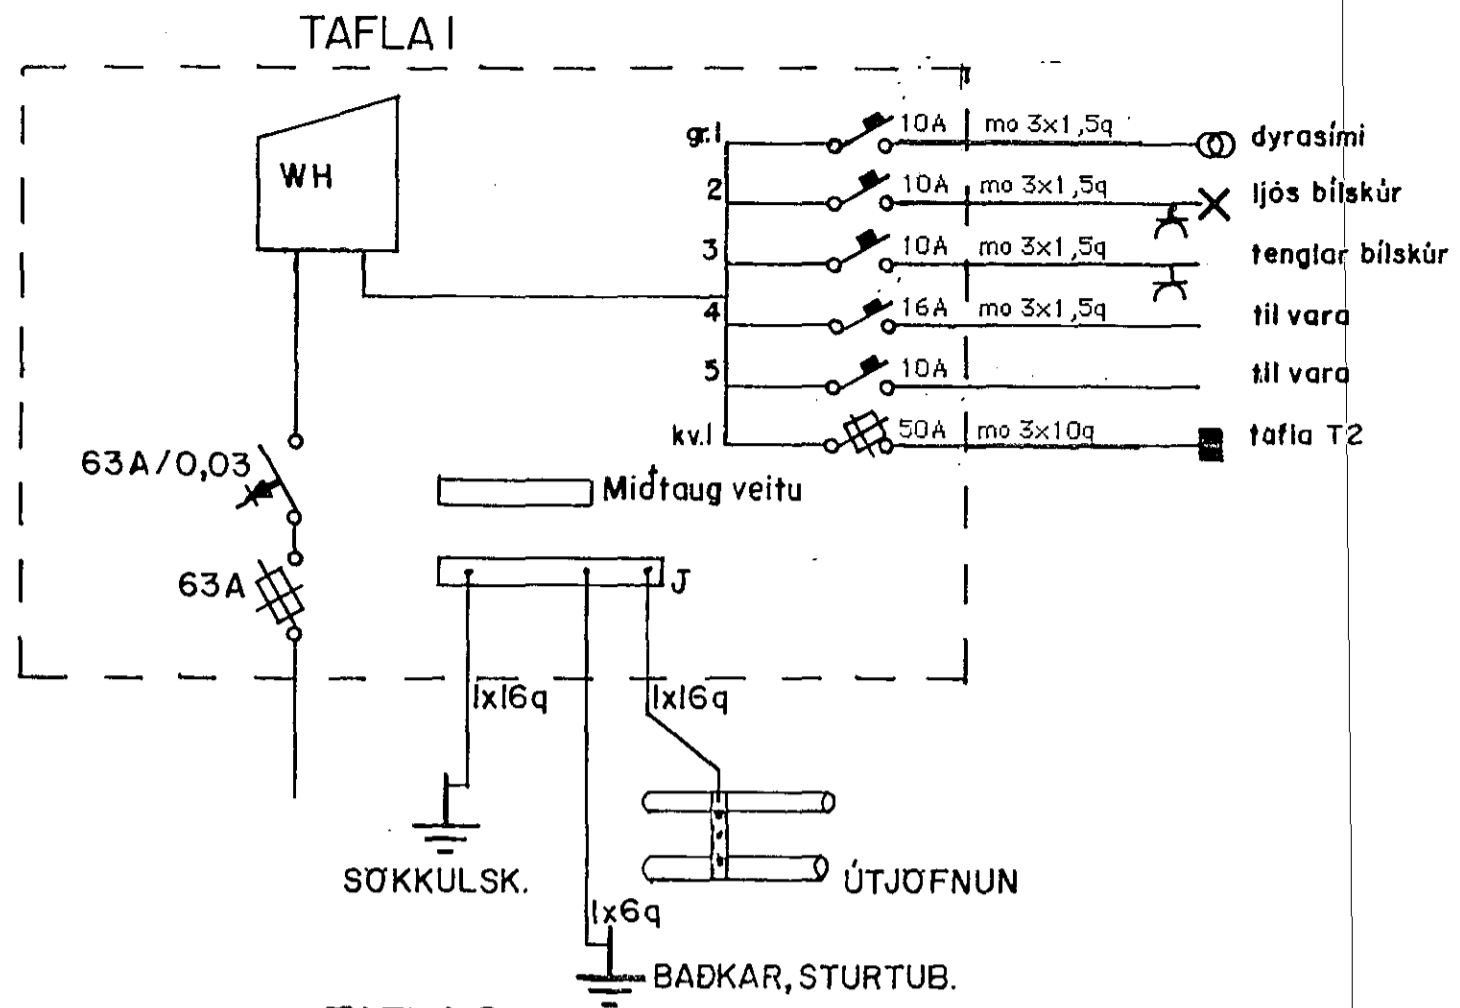 TAFLA 1
WH
gr.1 10A mo 3x1,5q dyrasími
2 10A mo 3x1,5q ljós bílskúr
3 10A mo 3x1,5q tenglar bílskúr
4 16A mo 3x1,5q til vara
5 10A til vara
kv.1 50A mo 3x10q tafla T2
63A/0,03
Miðtaug veitu
63A
J
1x16q 1x16q
SÖKKULSK.
ÚTJÖFNUN
1x6q
BAÐKAR, STURTUB.